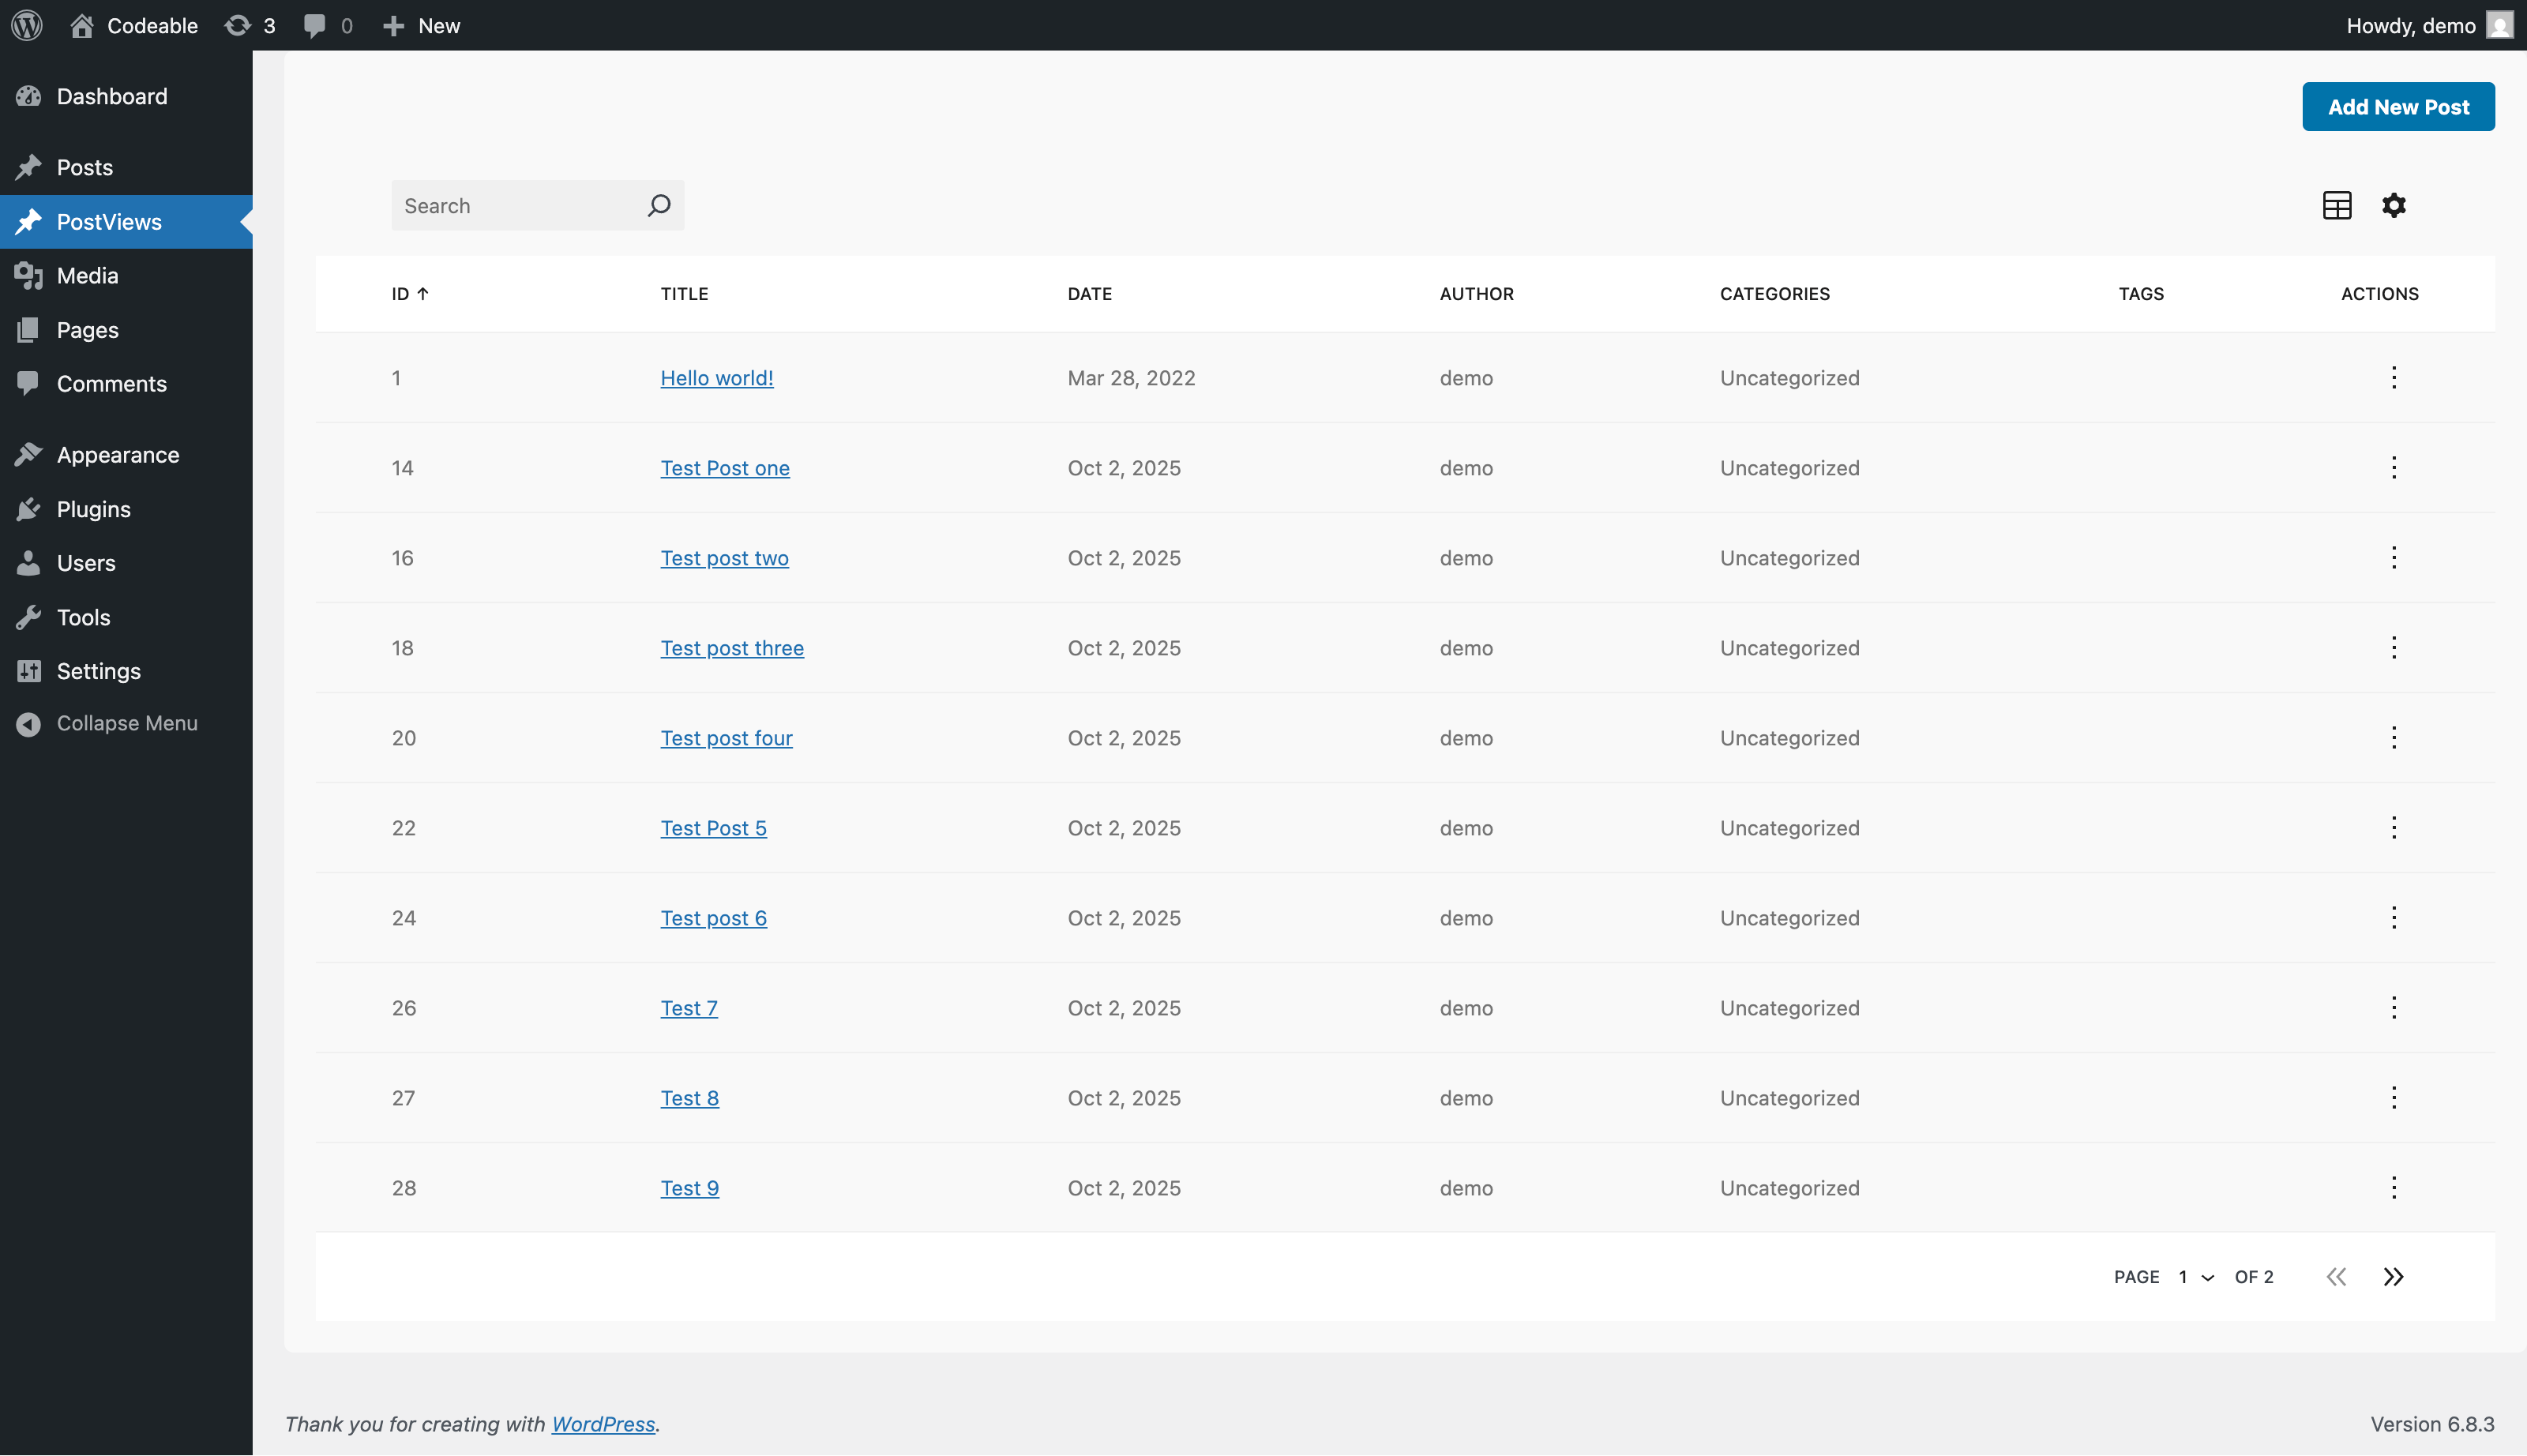 Codeable 3 0 New Howdy, demo
Dashboard
Posts
PostViews
Media
Pages
Comments
Appearance
Plugins
Users
Tools
Settings
Collapse Menu
Add New Post
Search
ID ↑ TITLE DATE AUTHOR CATEGORIES TAGS ACTIONS
1 Hello world! Mar 28, 2022 demo Uncategorized
14 Test Post one Oct 2, 2025 demo Uncategorized
16 Test post two Oct 2, 2025 demo Uncategorized
18 Test post three Oct 2, 2025 demo Uncategorized
20 Test post four Oct 2, 2025 demo Uncategorized
22 Test Post 5 Oct 2, 2025 demo Uncategorized
24 Test post 6 Oct 2, 2025 demo Uncategorized
26 Test 7 Oct 2, 2025 demo Uncategorized
27 Test 8 Oct 2, 2025 demo Uncategorized
28 Test 9 Oct 2, 2025 demo Uncategorized
PAGE 1 OF 2
Thank you for creating with WordPress. Version 6.8.3